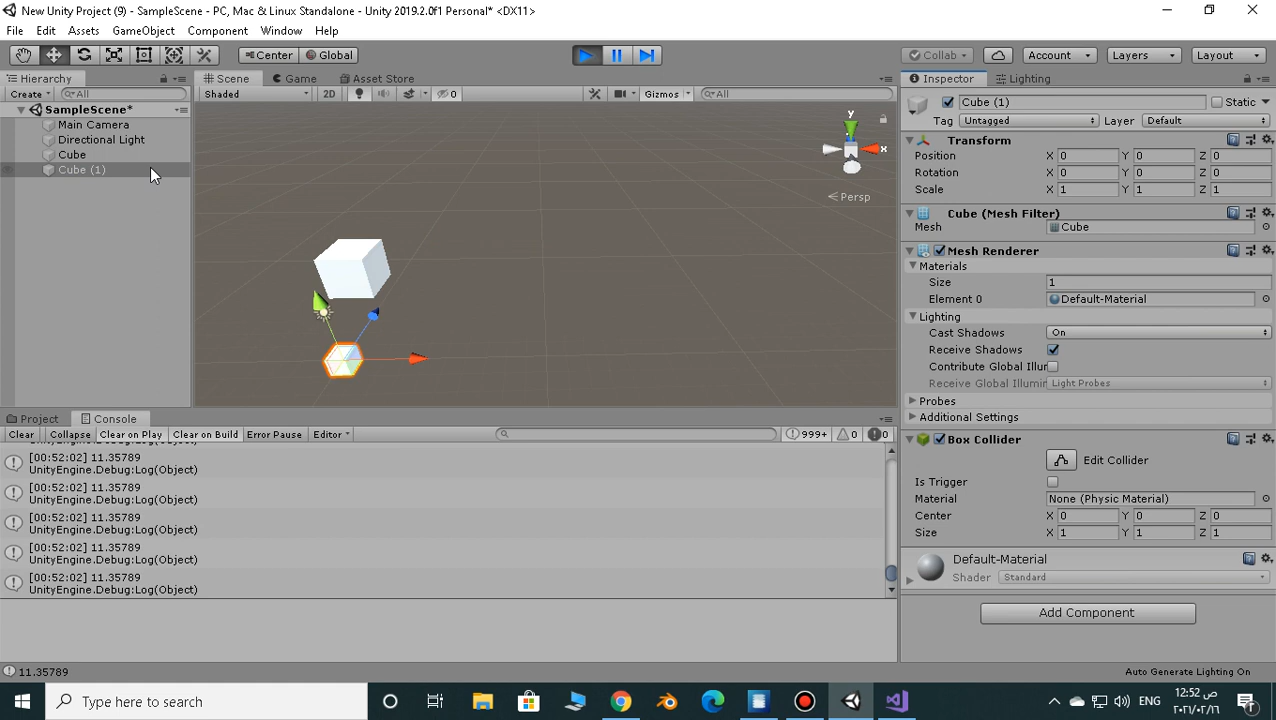 New Unity Project (9) - SampleScene - PC, Mac & Linux Standalone - Unity 2019.2.0f1 Personal* <DX11>
File Edit Assets GameObject Component Window Help
Center Global Collab Account Layers Layout
Hierarchy Scene Game Asset Store Inspector Lighting
Create All Shaded 2D 0 Gizmos All
SampleScene*
Main Camera
Directional Light
Cube
Cube (1)
y
x
Persp
Cube (1) Static
Tag Untagged Layer Default
Transform
Position X 0 Y 0 Z 0
Rotation X 0 Y 0 Z 0
Scale X 1 Y 1 Z 1
Cube (Mesh Filter)
Mesh Cube
Mesh Renderer
Materials
Size 1
Element 0 Default-Material
Lighting
Cast Shadows On
Receive Shadows
Contribute Global Illum
Receive Global Illumin Light Probes
Probes
Additional Settings
Box Collider
Edit Collider
Is Trigger
Material None (Physic Material)
Center X 0 Y 0 Z 0
Size X 1 Y 1 Z 1
Default-Material
Shader Standard
Add Component
Project Console
Clear Collapse Clear on Play Clear on Build Error Pause Editor 999+ 0 0
UnityEngine.Debug:Log(Object)
[00:52:02] 11.35789
UnityEngine.Debug:Log(Object)
[00:52:02] 11.35789
UnityEngine.Debug:Log(Object)
[00:52:02] 11.35789
UnityEngine.Debug:Log(Object)
[00:52:02] 11.35789
UnityEngine.Debug:Log(Object)
[00:52:02] 11.35789
UnityEngine.Debug:Log(Object)
11.35789
Auto Generate Lighting On
Type here to search
ENG
12:52 ص